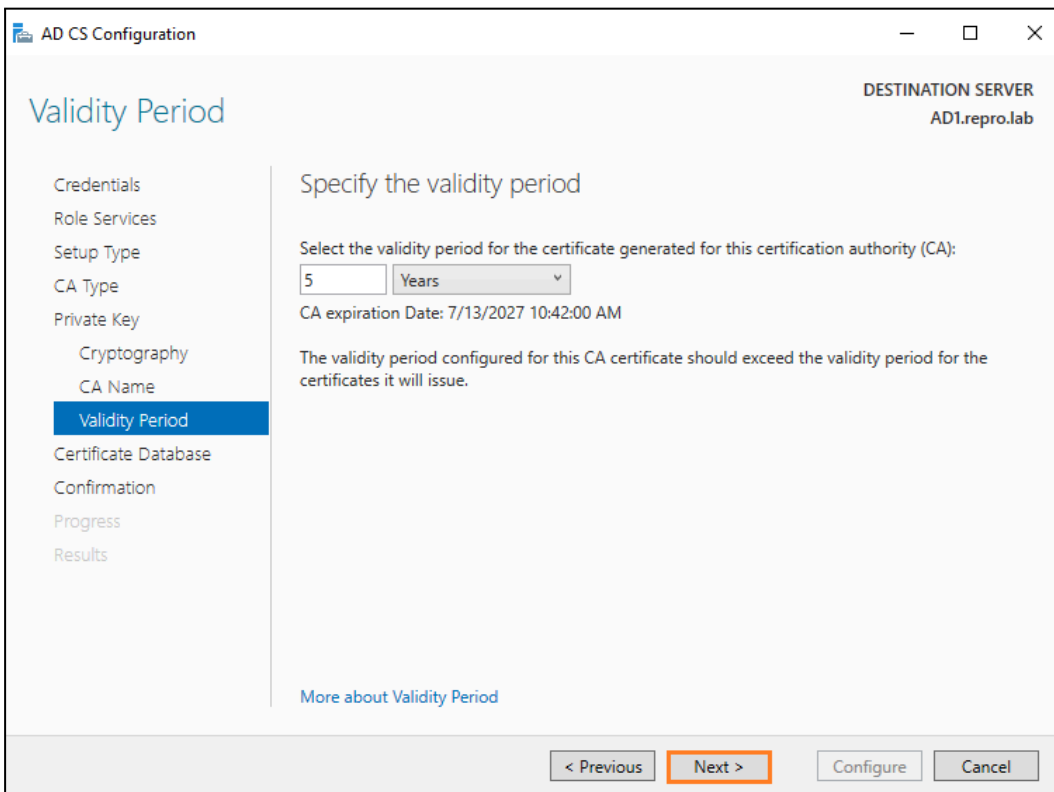 AD CS Configuration
Validity Period
DESTINATION SERVER
AD1.repro.lab
Credentials
Role Services
Setup Type
CA Type
Private Key
Cryptography
CA Name
Validity Period
Certificate Database
Confirmation
Progress
Results
Specify the validity period
Select the validity period for the certificate generated for this certification authority (CA):
5 Years
CA expiration Date: 7/13/2027 10:42:00 AM
The validity period configured for this CA certificate should exceed the validity period for the
certificates it will issue.
More about Validity Period
< Previous Next > Configure Cancel